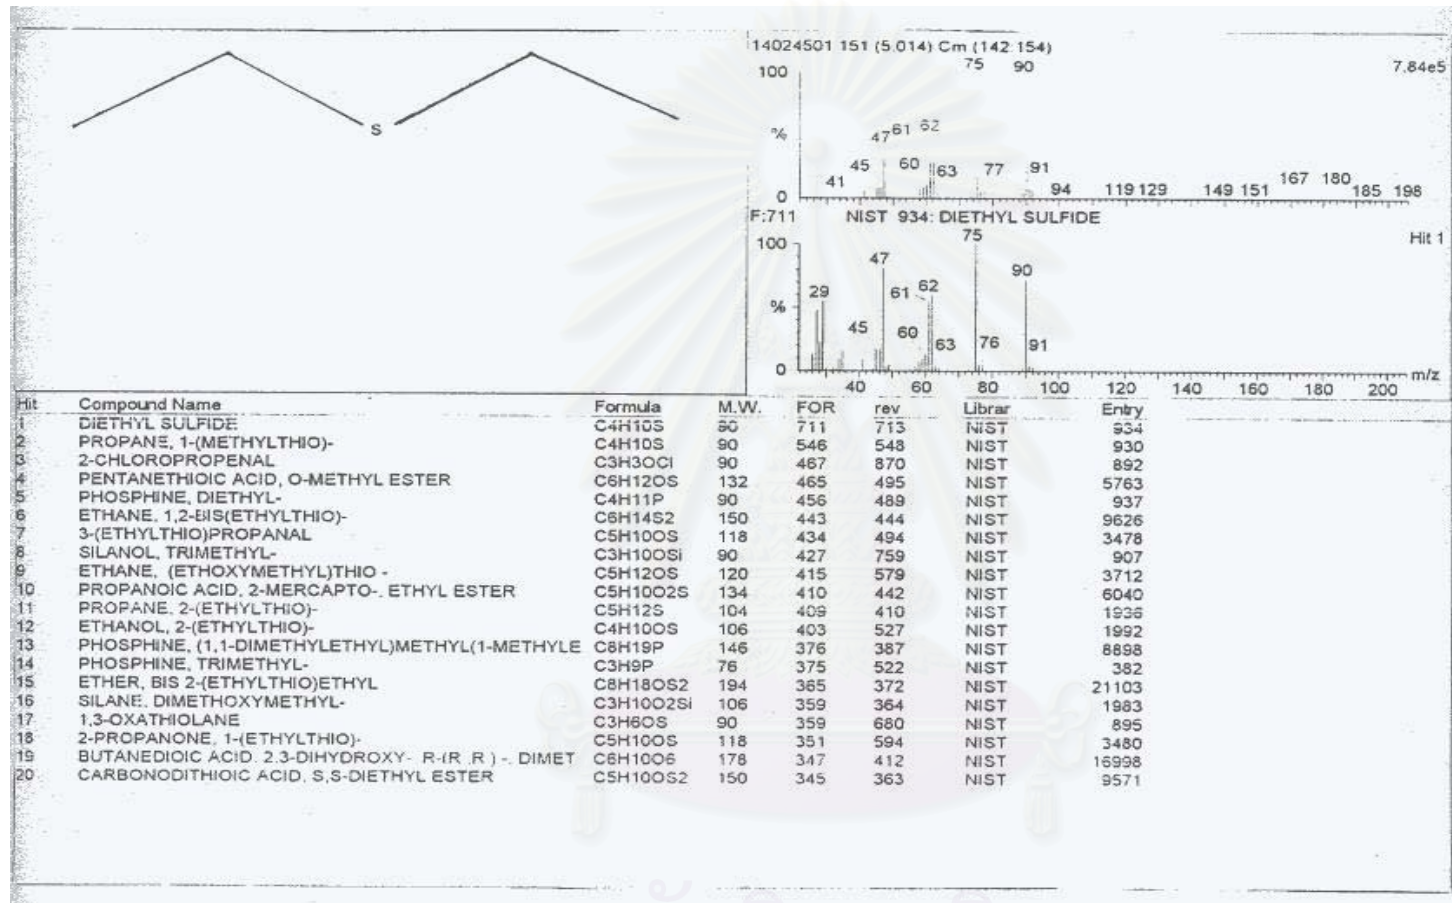 S
14024501 151 (5.014) Cm (142:154)
7.84e5
100
%
0
75 90
47 61 62
41 45 60 63 77 91 94 119 129 149 151 167 180 185 198
F:711 NIST 934: DIETHYL SULFIDE
Hit 1
100
%
0
75
47 90
29 61 62
45 60 63 76 91
40 60 80 100 120 140 160 180 200 m/z
Hit Compound Name Formula M.W. FOR rev Librar Entry
1 DIETHYL SULFIDE C4H10S 90 711 713 NIST 934
2 PROPANE, 1-(METHYLTHIO)- C4H10S 90 546 548 NIST 930
3 2-CHLOROPROPENAL C3H3OCl 90 467 870 NIST 892
4 PENTANETHIOIC ACID, O-METHYL ESTER C6H12OS 132 465 495 NIST 5763
5 PHOSPHINE, DIETHYL- C4H11P 90 456 489 NIST 937
6 ETHANE, 1,2-BIS(ETHYLTHIO)- C6H14S2 150 443 444 NIST 9626
7 3-(ETHYLTHIO)PROPANAL C5H10OS 118 434 494 NIST 3478
8 SILANOL, TRIMETHYL- C3H10OSi 90 427 759 NIST 907
9 ETHANE, (ETHOXYMETHYL)THIO - C5H12OS 120 415 579 NIST 3712
10 PROPANOIC ACID, 2-MERCAPTO-, ETHYL ESTER C5H10O2S 134 410 442 NIST 6040
11 PROPANE, 2-(ETHYLTHIO)- C5H12S 104 409 410 NIST 1936
12 ETHANOL, 2-(ETHYLTHIO)- C4H10OS 106 403 527 NIST 1992
13 PHOSPHINE, (1,1-DIMETHYLETHYL)METHYL(1-METHYLE C8H19P 146 376 387 NIST 8898
14 PHOSPHINE, TRIMETHYL- C3H9P 76 375 522 NIST 382
15 ETHER, BIS 2-(ETHYLTHIO)ETHYL C8H18OS2 194 365 372 NIST 21103
16 SILANE, DIMETHOXYMETHYL- C3H10O2Si 106 359 364 NIST 1983
17 1,3-OXATHIOLANE C3H6OS 90 359 680 NIST 895
18 2-PROPANONE, 1-(ETHYLTHIO)- C5H10OS 118 351 594 NIST 3480
19 BUTANEDIOIC ACID, 2,3-DIHYDROXY- R-(R ,R ) -, DIMET C6H10O6 178 347 412 NIST 16998
20 CARBONODITHIOIC ACID, S,S-DIETHYL ESTER C5H10OS2 150 345 363 NIST 9571